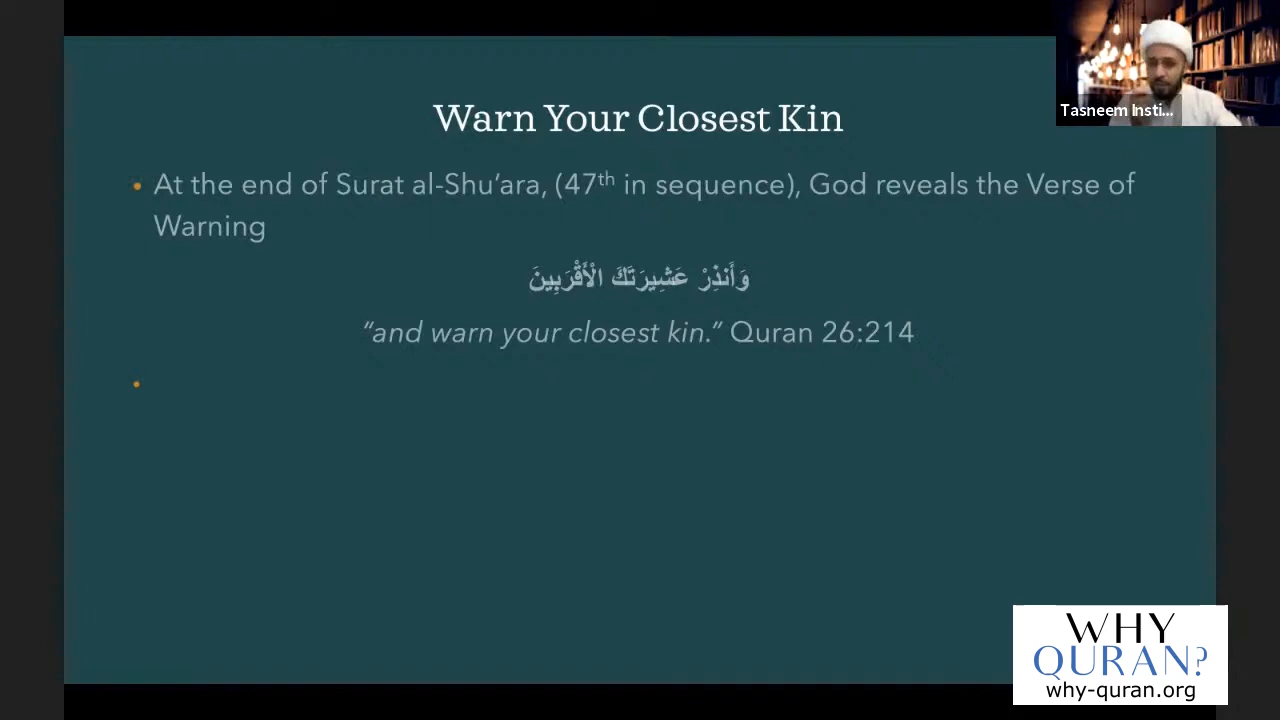 Warn Your Closest Kin
Tasneem Insti...
• At the end of Surat al-Shu’ara, (47th in sequence), God reveals the Verse of
Warning
وَأَنذِرْ عَشِيرَتَكَ الْأَقْرَبِينَ
“and warn your closest kin.” Quran 26:214
•
WHY
QURAN?
why-quran.org